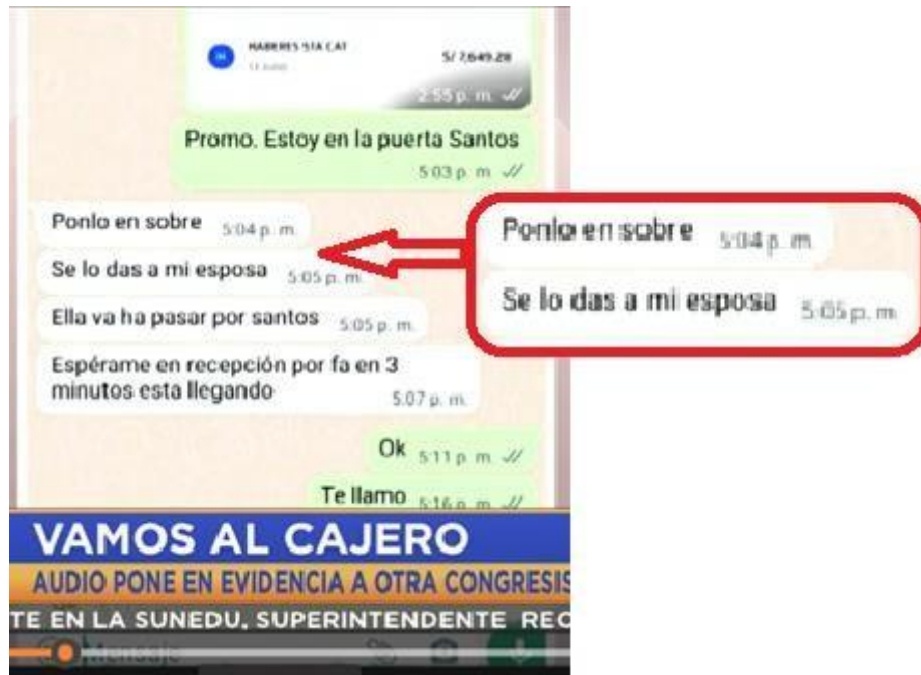 HABERES STA CAT
S/ 7,649.28
2:55 p. m.
Promo. Estoy en la puerta Santos
5:03 p. m.
Ponlo en sobre 5:04 p. m.
Se lo das a mi esposa 5:05 p. m.
Ella va ha pasar por santos 5:05 p. m.
Espérame en recepción por fa en 3
minutos esta llegando 5:07 p. m.
Ok 5:11 p. m.
Te llamo 5:16 p. m.
Ponlo en sobre 5:04 p. m.
Se lo das a mi esposa 5:05 p. m.
VAMOS AL CAJERO
AUDIO PONE EN EVIDENCIA A OTRA CONGRESIS
TE EN LA SUNEDU, SUPERINTENDENTE REC
Mensaje